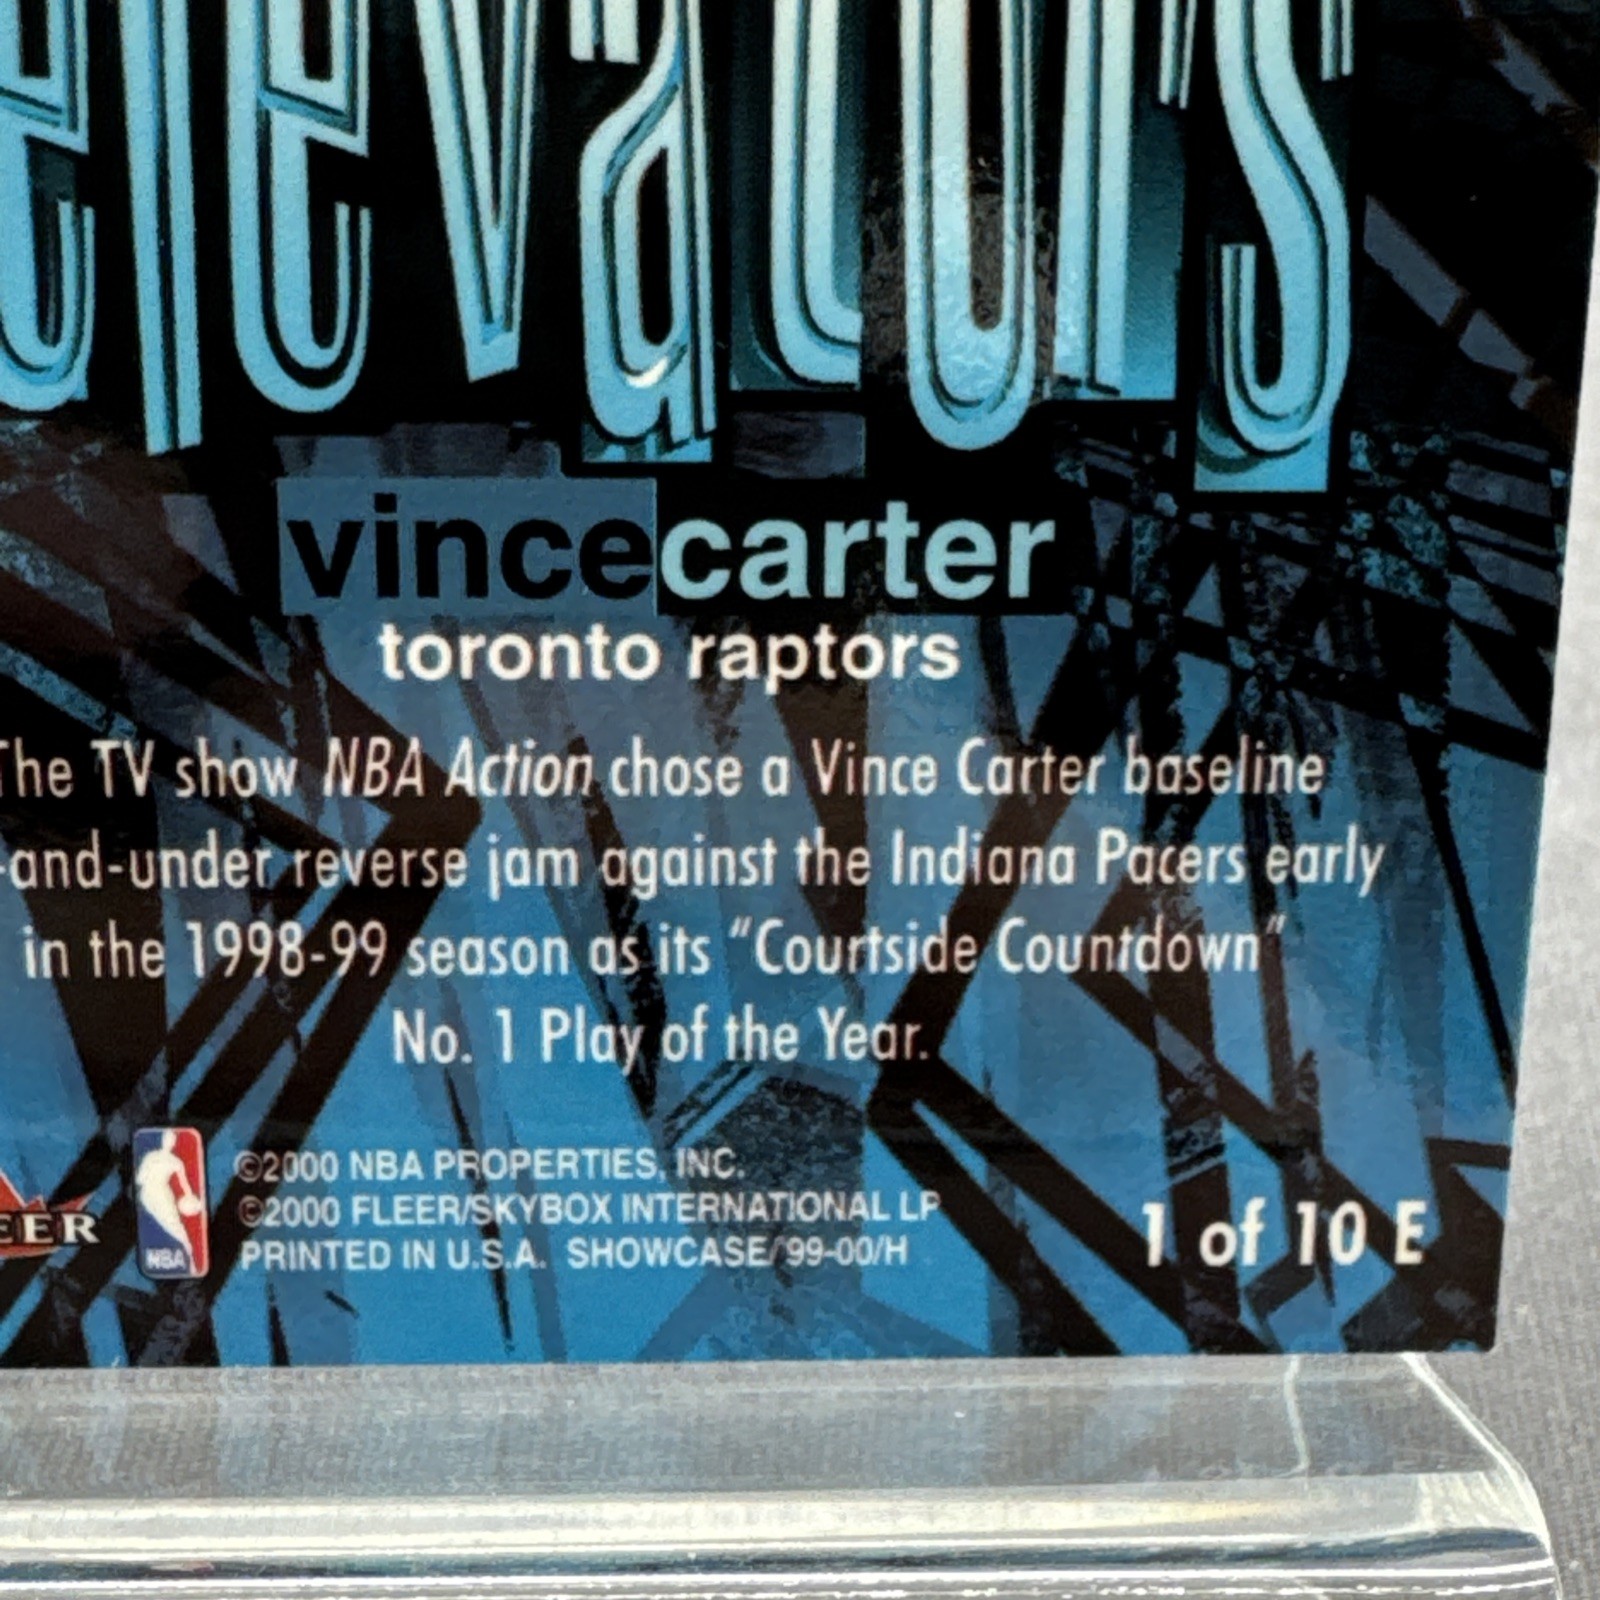 elevators
vincecarter
toronto raptors
The TV show NBA Action chose a Vince Carter baseline
-and-under reverse jam against the Indiana Pacers early
in the 1998-99 season as its "Courtside Countdown"
No. 1 Play of the Year.
EER
NBA
©2000 NBA PROPERTIES, INC.
©2000 FLEER/SKYBOX INTERNATIONAL LP
PRINTED IN U.S.A. SHOWCASE/'99-00/H
1 of 10 E